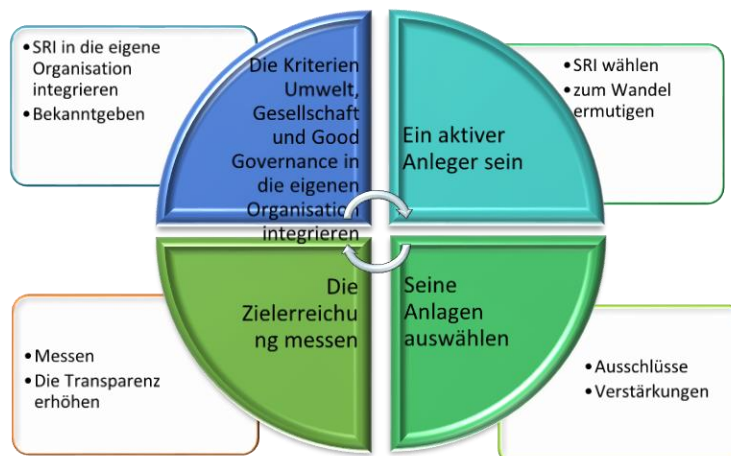 • SRI in die eigene
Organisation
integrieren
• Bekanntgeben
Die Kriterien
Umwelt,
Gesellschaft
und Good
Governance in
die eigenen
Organisation
integrieren
Ein aktiver
Anleger sein
• SRI wählen
• zum Wandel
ermutigen
• Messen
• Die Transparenz
erhöhen
Die
Zielerreichu
ng messen
Seine
Anlagen
auswählen
• Ausschlüsse
• Verstärkungen